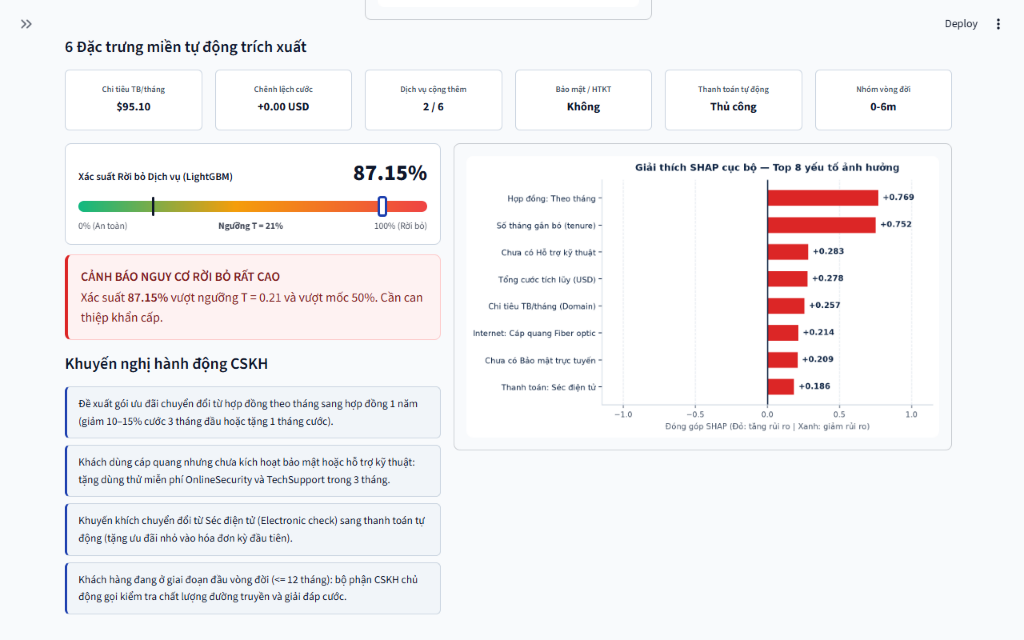 Deploy
6 Đặc trưng miền tự động trích xuất
Chi tiêu TB/tháng
$95.10
Chênh lệch cước
+0.00 USD
Dịch vụ cộng thêm
2 / 6
Bảo mật / HTKT
Không
Thanh toán tự động
Thủ công
Nhóm vòng đời
0-6m
Xác suất Rời bỏ Dịch vụ (LightGBM)
87.15%
0% (An toàn)
Ngưỡng T = 21%
100% (Rời bỏ)
CẢNH BÁO NGUY CƠ RỜI BỎ RẤT CAO
Xác suất 87.15% vượt ngưỡng T = 0.21 và vượt mốc 50%. Cần can
thiệp khẩn cấp.
Khuyến nghị hành động CSKH
Đề xuất gói ưu đãi chuyển đổi từ hợp đồng theo tháng sang hợp đồng 1 năm
(giảm 10–15% cước 3 tháng đầu hoặc tặng 1 tháng cước).
Khách dùng cáp quang nhưng chưa kích hoạt bảo mật hoặc hỗ trợ kỹ thuật:
tặng dùng thử miễn phí OnlineSecurity và TechSupport trong 3 tháng.
Khuyến khích chuyển đổi từ Séc điện tử (Electronic check) sang thanh toán tự
động (tặng ưu đãi nhỏ vào hóa đơn kỳ đầu tiên).
Khách hàng đang ở giai đoạn đầu vòng đời (<= 12 tháng): bộ phận CSKH chủ
động gọi kiểm tra chất lượng đường truyền và giải đáp cước.
Giải thích SHAP cục bộ — Top 8 yếu tố ảnh hưởng
Hợp đồng: Theo tháng
+0.769
Số tháng gắn bó (tenure)
+0.752
Chưa có Hỗ trợ kỹ thuật
+0.283
Tổng cước tích lũy (USD)
+0.278
Chi tiêu TB/tháng (Domain)
+0.257
Internet: Cáp quang Fiber optic
+0.214
Chưa có Bảo mật trực tuyến
+0.209
Thanh toán: Séc điện tử
+0.186
−1.0
−0.5
0.0
0.5
1.0
Đóng góp SHAP (Đỏ: tăng rủi ro | Xanh: giảm rủi ro)